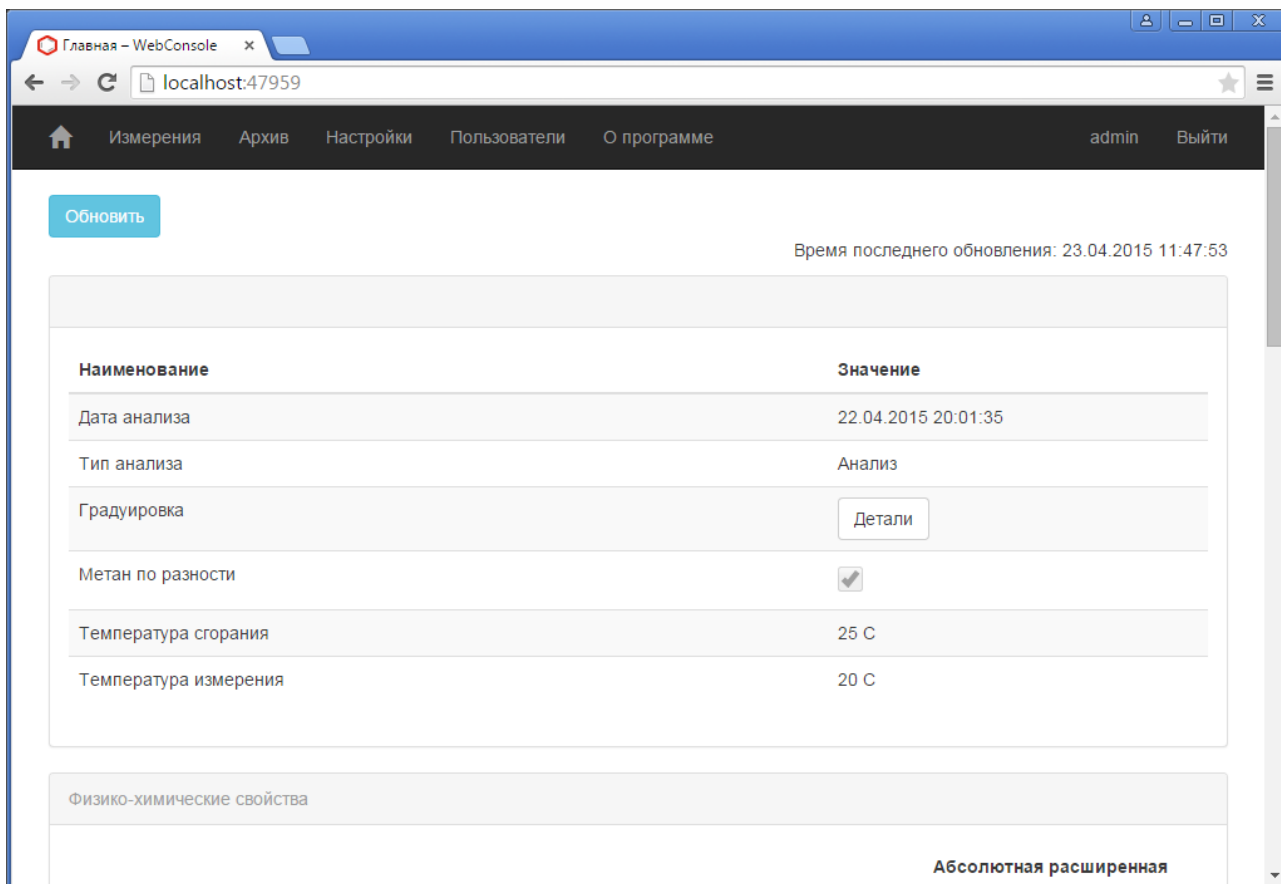 Главная – WebConsole
localhost:47959
Измерения Архив Настройки Пользователи О программе admin Выйти
Обновить
Время последнего обновления: 23.04.2015 11:47:53
Наименование Значение
Дата анализа 22.04.2015 20:01:35
Тип анализа Анализ
Градуировка Детали
Метан по разности
Температура сгорания 25 C
Температура измерения 20 C
Физико-химические свойства
Абсолютная расширенная